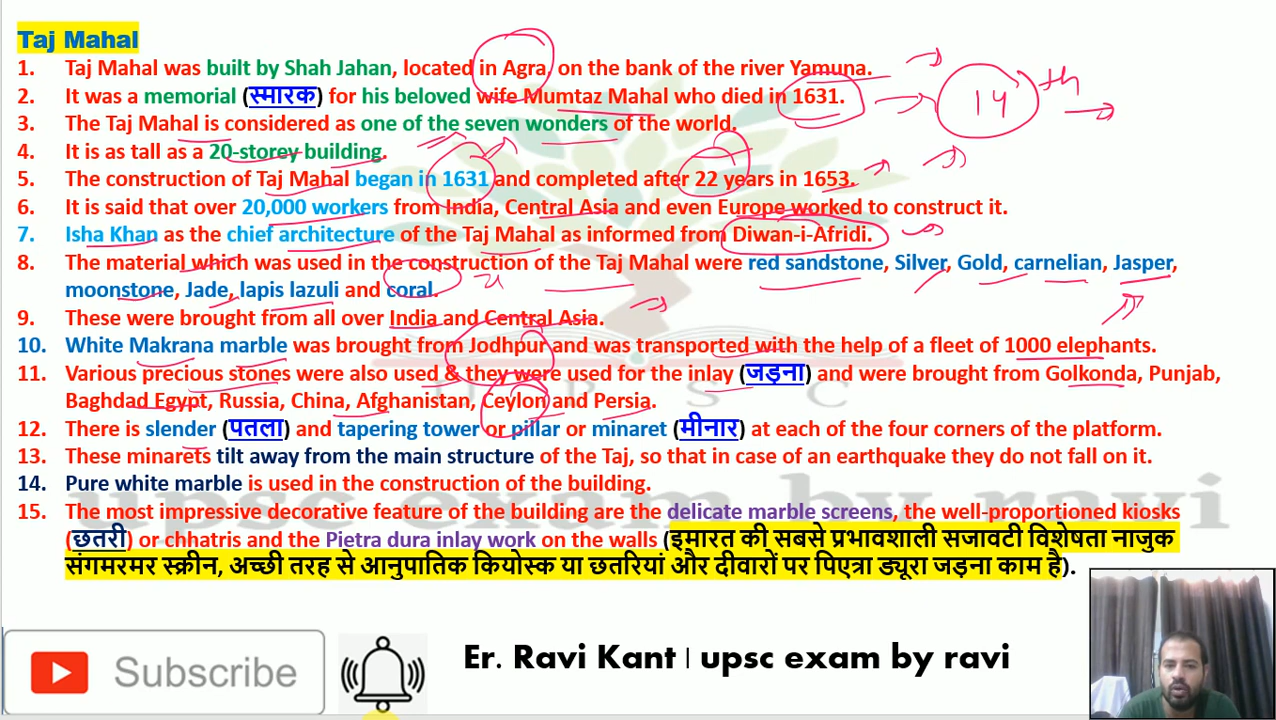 Taj Mahal
1. Taj Mahal was built by Shah Jahan, located in Agra, on the bank of the river Yamuna.
2. It was a memorial (स्मारक) for his beloved wife Mumtaz Mahal who died in 1631.
14th
3. The Taj Mahal is considered as one of the seven wonders of the world.
4. It is as tall as a 20-storey building.
5. The construction of Taj Mahal began in 1631 and completed after 22 years in 1653.
6. It is said that over 20,000 workers from India, Central Asia and even Europe worked to construct it.
7. Isha Khan as the chief architecture of the Taj Mahal as informed from Diwan-i-Afridi.
8. The material which was used in the construction of the Taj Mahal were red sandstone, Silver, Gold, carnelian, Jasper,
moonstone, Jade, lapis lazuli and coral.
9. These were brought from all over India and Central Asia.
10. White Makrana marble was brought from Jodhpur and was transported with the help of a fleet of 1000 elephants.
11. Various precious stones were also used & they were used for the inlay (जड़ना) and were brought from Golkonda, Punjab,
Baghdad Egypt, Russia, China, Afghanistan, Ceylon and Persia.
UPSC
12. There is slender (पतला) and tapering tower or pillar or minaret (मीनार) at each of the four corners of the platform.
13. These minarets tilt away from the main structure of the Taj, so that in case of an earthquake they do not fall on it.
14. Pure white marble is used in the construction of the building.
upsc exam by ravi
15. The most impressive decorative feature of the building are the delicate marble screens, the well-proportioned kiosks
(छतरी) or chhatris and the Pietra dura inlay work on the walls (इमारत की सबसे प्रभावशाली सजावटी विशेषता नाजुक
संगमरमर स्क्रीन, अच्छी तरह से आनुपातिक कियोस्क या छतरियां और दीवारों पर पिएत्रा ड्यूरा जड़ना काम है).
Subscribe
Er. Ravi Kant | upsc exam by ravi